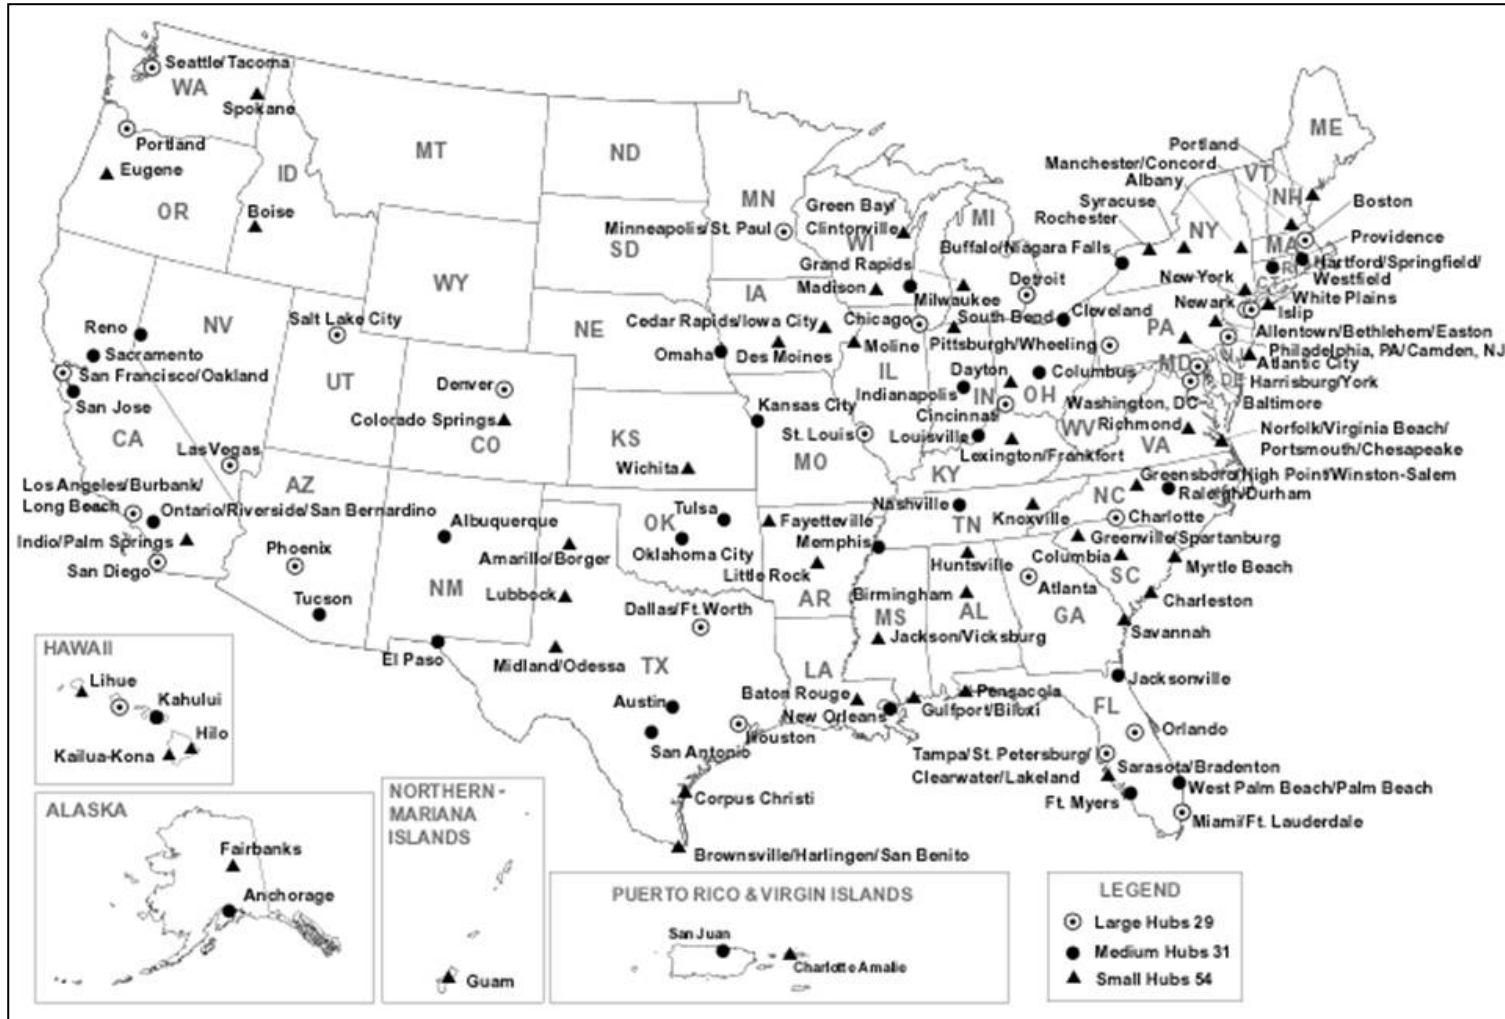 Seattle/Tacoma
WA
Spokane
Portland
Eugene
OR
ID
Boise
MT
ND
SD
WY
NE
MN
Minneapolis/St. Paul
Green Bay/
Clintonville
WI
MI
Grand Rapids
Madison
Milwaukee
IA
Cedar Rapids/Iowa City
Des Moines
Moline
Chicago
South Bend
Detroit
Omaha
IL
Reno
NV
Sacramento
San Francisco/Oakland
San Jose
CA
Las Vegas
Salt Lake City
UT
Denver
Colorado Springs
CO
KS
Wichita
Kansas City
St. Louis
MO
Portland
Manchester/Concord
Albany
Syracuse
Rochester
Buffalo/Niagara Falls
ME
VT
NH
NY
MA
RI
CT
Boston
Providence
Hartford/Springfield/
Westfield
New York
White Plains
Newark
Islip
Allentown/Bethlehem/Easton
Philadelphia, PA/Camden, NJ
Atlantic City
Harrisburg/York
Baltimore
PA
NJ
MD
DE
Cleveland
Pittsburgh/Wheeling
Dayton
Columbus
Indianapolis
IN
OH
Cincinnati
Louisville
Lexington/Frankfort
KY
WV
Washington, DC
Richmond
VA
Norfolk/Virginia Beach/
Portsmouth/Chesapeake
Greensboro/High Point/Winston-Salem
NC
Raleigh/Durham
Charlotte
Greenville/Spartanburg
Columbia
SC
Myrtle Beach
Charleston
Savannah
Nashville
TN
Knoxville
Memphis
Huntsville
Birmingham
AL
Atlanta
GA
MS
Jackson/Vicksburg
Los Angeles/Burbank/
Long Beach
Ontario/Riverside/San Bernardino
Indio/Palm Springs
San Diego
AZ
Phoenix
Tucson
Albuquerque
NM
El Paso
Amarillo/Borger
Lubbock
Midland/Odessa
OK
Tulsa
Oklahoma City
Fayetteville
Little Rock
AR
Dallas/Ft. Worth
TX
Austin
San Antonio
Houston
Corpus Christi
Brownsville/Harlingen/San Benito
LA
Baton Rouge
New Orleans
Gulfport/Biloxi
Pensacola
Jacksonville
FL
Orlando
Tampa/St. Petersburg/
Clearwater/Lakeland
Sarasota/Bradenton
Ft. Myers
West Palm Beach/Palm Beach
Miami/Ft. Lauderdale
HAWAII
Lihue
Kahului
Hilo
Kailua-Kona
ALASKA
Fairbanks
Anchorage
NORTHERN-
MARIANA
ISLANDS
Guam
PUERTO RICO & VIRGIN ISLANDS
San Juan
Charlotte Amalie
LEGEND
Large Hubs 29
Medium Hubs 31
Small Hubs 54